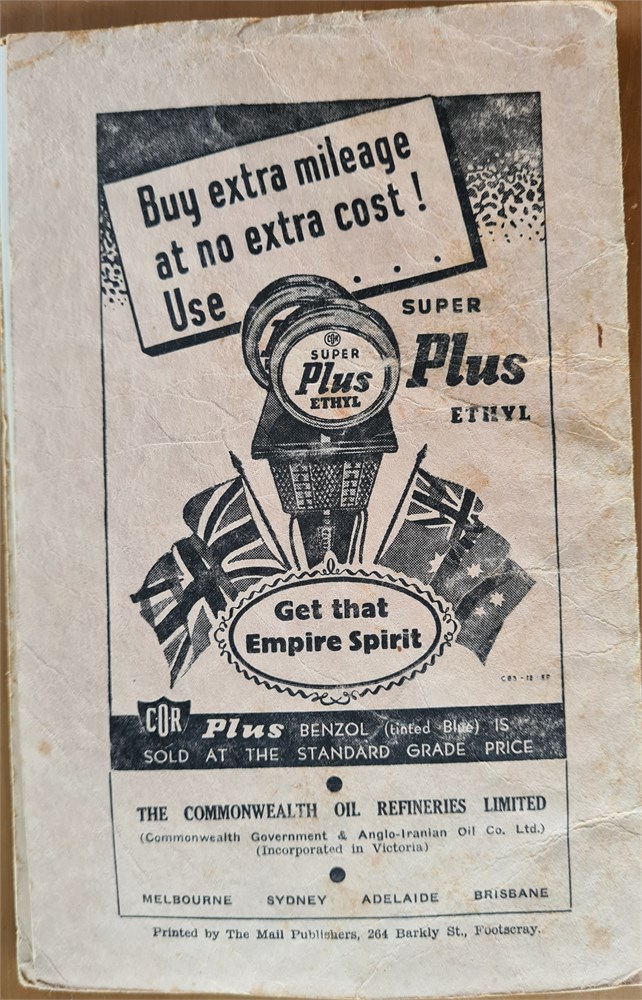 Buy extra mileage
at no extra cost!
Use . . .
COR
SUPER
Plus
ETHYL
SUPER
Plus
ETHYL
Get that
Empire Spirit
COR Plus BENZOL (tinted Blue) IS
SOLD AT THE STANDARD GRADE PRICE
THE COMMONWEALTH OIL REFINERIES LIMITED
(Commonwealth Government & Anglo-Iranian Oil Co. Ltd.)
(Incorporated in Victoria)
MELBOURNE SYDNEY ADELAIDE BRISBANE
Printed by The Mail Publishers, 264 Barkly St., Footscray.